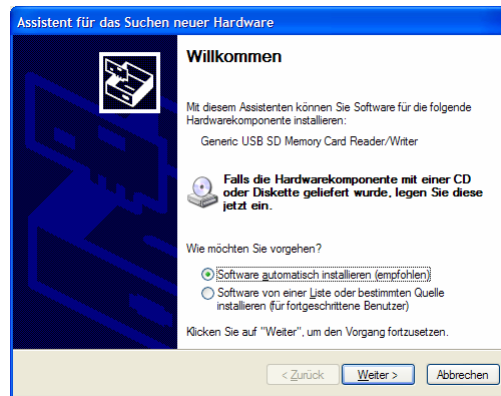 Assistent für das Suchen neuer Hardware
Willkommen
Mit diesem Assistenten können Sie Software für die folgende
Hardwarekomponente installieren:
Generic USB SD Memory Card Reader/Writer
Falls die Hardwarekomponente mit einer CD
oder Diskette geliefert wurde, legen Sie diese
jetzt ein.
Wie möchten Sie vorgehen?
Software automatisch installieren (empfohlen)
Software von einer Liste oder bestimmten Quelle
installieren (für fortgeschrittene Benutzer)
Klicken Sie auf "Weiter", um den Vorgang fortzusetzen.
< Zurück Weiter > Abbrechen